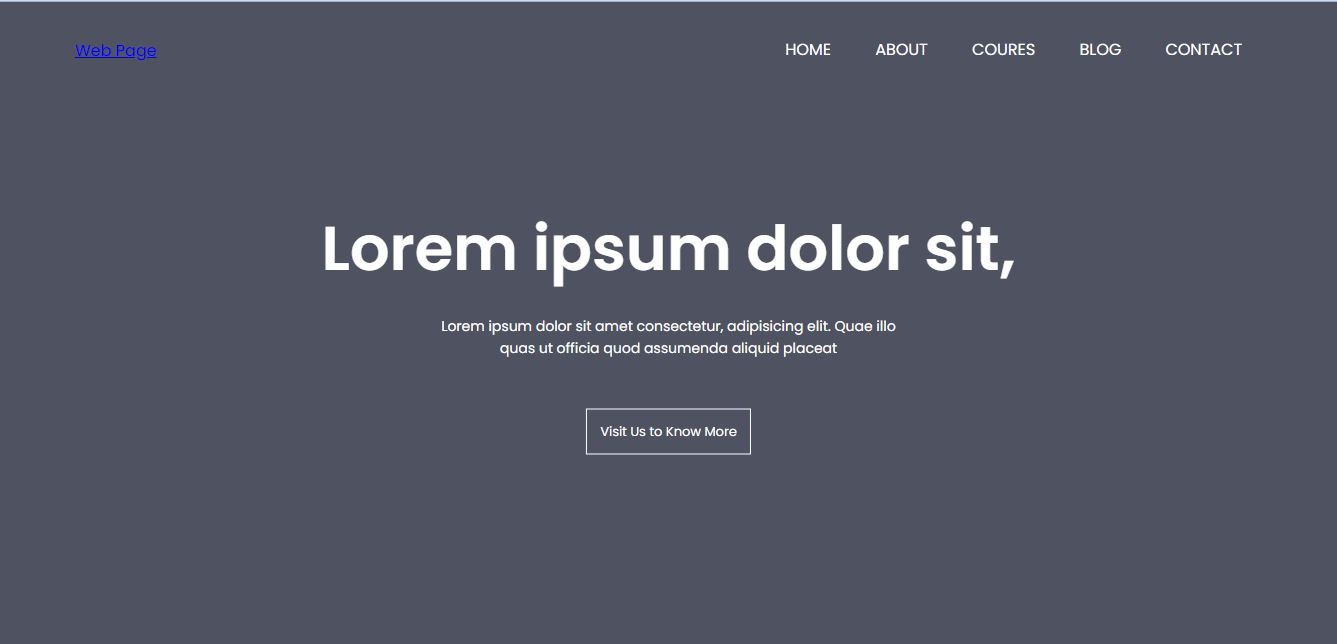 Web Page
HOME ABOUT COURES BLOG CONTACT
Lorem ipsum dolor sit,
Lorem ipsum dolor sit amet consectetur, adipisicing elit. Quae illo
quas ut officia quod assumenda aliquid placeat
Visit Us to Know More